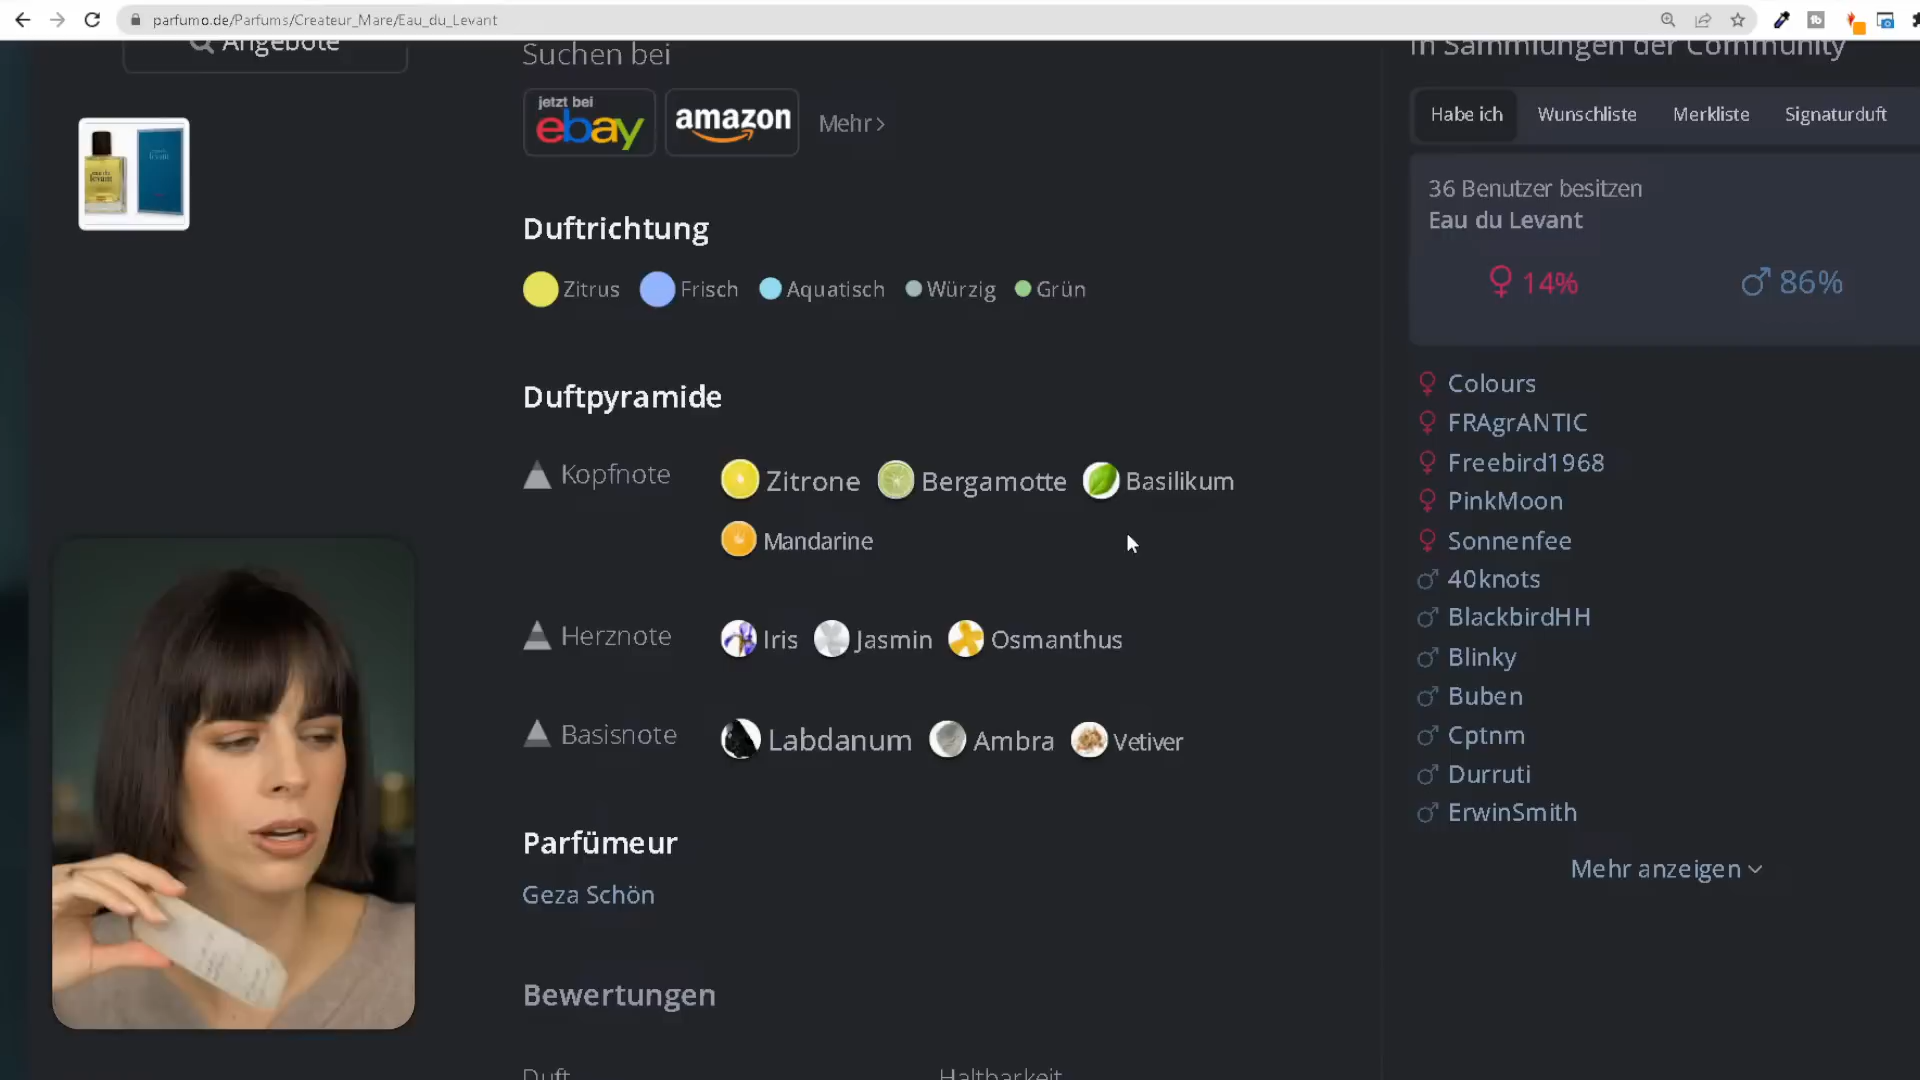 parfumo.de/Parfums/Createur_Mare/Eau_du_Levant
Angebote
Suchen bei
jetzt bei
ebay
amazon
Mehr >
levant
Duftrichtung
Zitrus Frisch Aquatisch Würzig Grün
Duftpyramide
Kopfnote
Zitrone Bergamotte Basilikum
Mandarine
Herznote
Iris Jasmin Osmanthus
Basisnote
Labdanum Ambra Vetiver
Parfümeur
Geza Schön
Bewertungen
Duft
Haltbarkeit
In Sammlungen der Community
Habe ich Wunschliste Merkliste Signaturduft
36 Benutzer besitzen
Eau du Levant
♀ 14% ♂ 86%
♀ Colours
♀ FRAgrANTIC
♀ Freebird1968
♀ PinkMoon
♀ Sonnenfee
♂ 40knots
♂ BlackbirdHH
♂ Blinky
♂ Buben
♂ Cptnm
♂ Durruti
♂ ErwinSmith
Mehr anzeigen